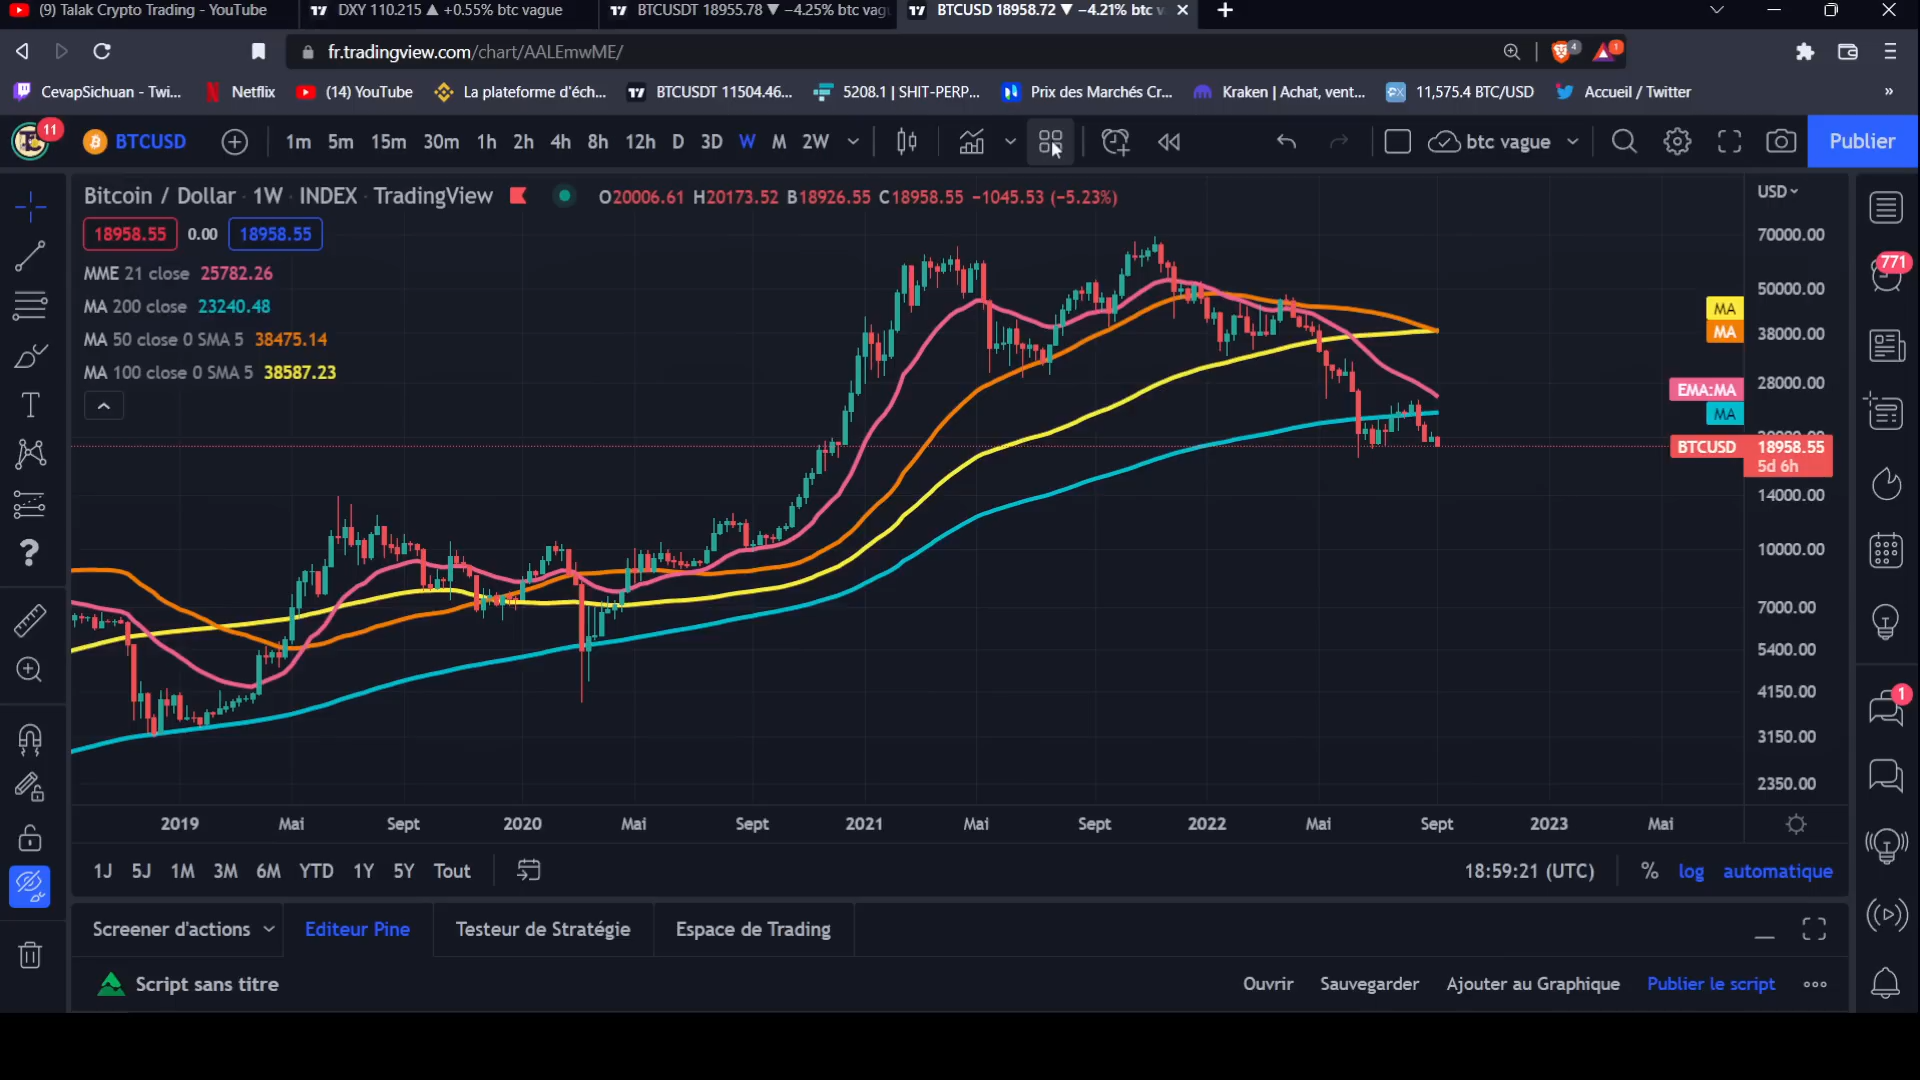 (9) Talak Crypto Trading - YouTube
DXY 110.215 ▲ +0.55% btc vague
BTCUSDT 18955.78 ▼ −4.25% btc vagu
BTCUSD 18958.72 ▼ −4.21% btc v
fr.tradingview.com/chart/AALEmwME/
4
1
CevapSichuan - Twi...
Netflix
(14) YouTube
La plateforme d'éch...
BTCUSDT 11504.46...
5208.1 | SHIT-PERP...
Prix des Marchés Cr...
Kraken | Achat, vent...
11,575.4 BTC/USD
Accueil / Twitter
»
11
BTCUSD
1m 5m 15m 30m 1h 2h 4h 8h 12h D 3D W M 2W
btc vague
Publier
Bitcoin / Dollar · 1W · INDEX · TradingView
O20006.61 H20173.52 B18926.55 C18958.55 −1045.53 (−5.23%)
18958.55 0.00 18958.55
MME 21 close 25782.26
MA 200 close 23240.48
MA 50 close 0 SMA 5 38475.14
MA 100 close 0 SMA 5 38587.23
USD
70000.00
50000.00
38000.00
28000.00
14000.00
10000.00
7000.00
5400.00
4150.00
3150.00
2350.00
MA
MA
EMA:MA
MA
BTCUSD 18958.55
5d 6h
771
1
2019 Mai Sept 2020 Mai Sept 2021 Mai Sept 2022 Mai Sept 2023 Mai
1J 5J 1M 3M 6M YTD 1Y 5Y Tout
18:59:21 (UTC) % log automatique
Screener d'actions Editeur Pine Testeur de Stratégie Espace de Trading
Script sans titre
Ouvrir Sauvegarder Ajouter au Graphique Publier le script